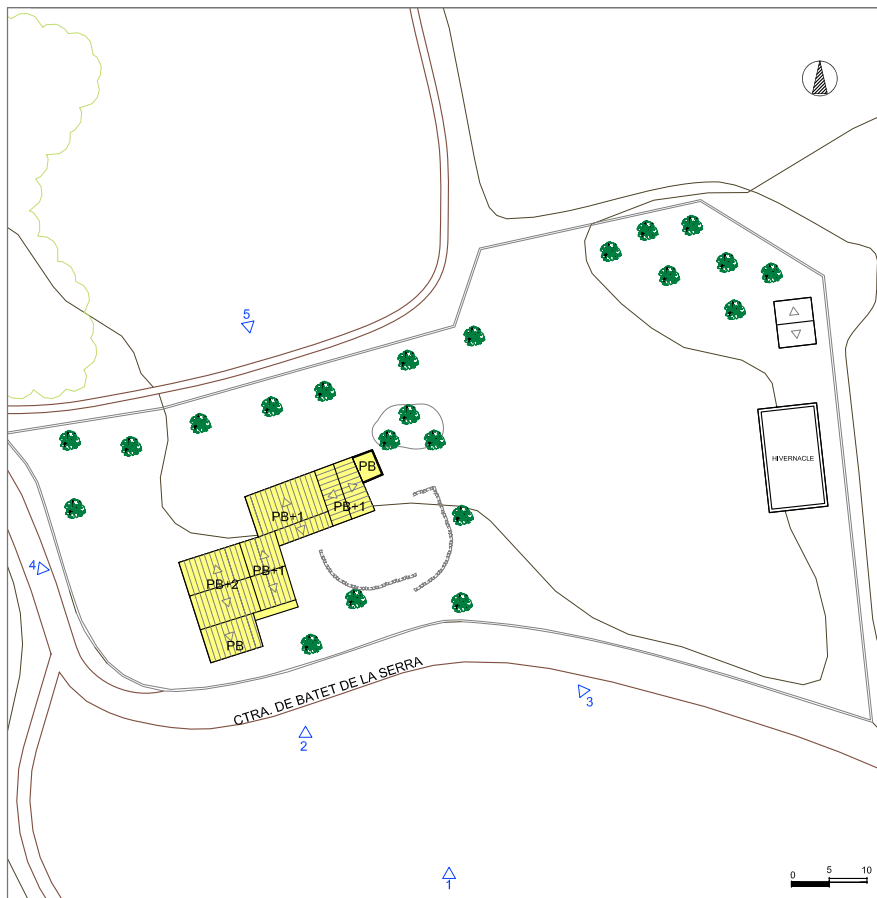 5
HIVERNACLE
PB
PB+1
PB+1
PB+1
PB+2
4
PB
CTRA. DE BATET DE LA SERRA
3
2
1
0 5 10